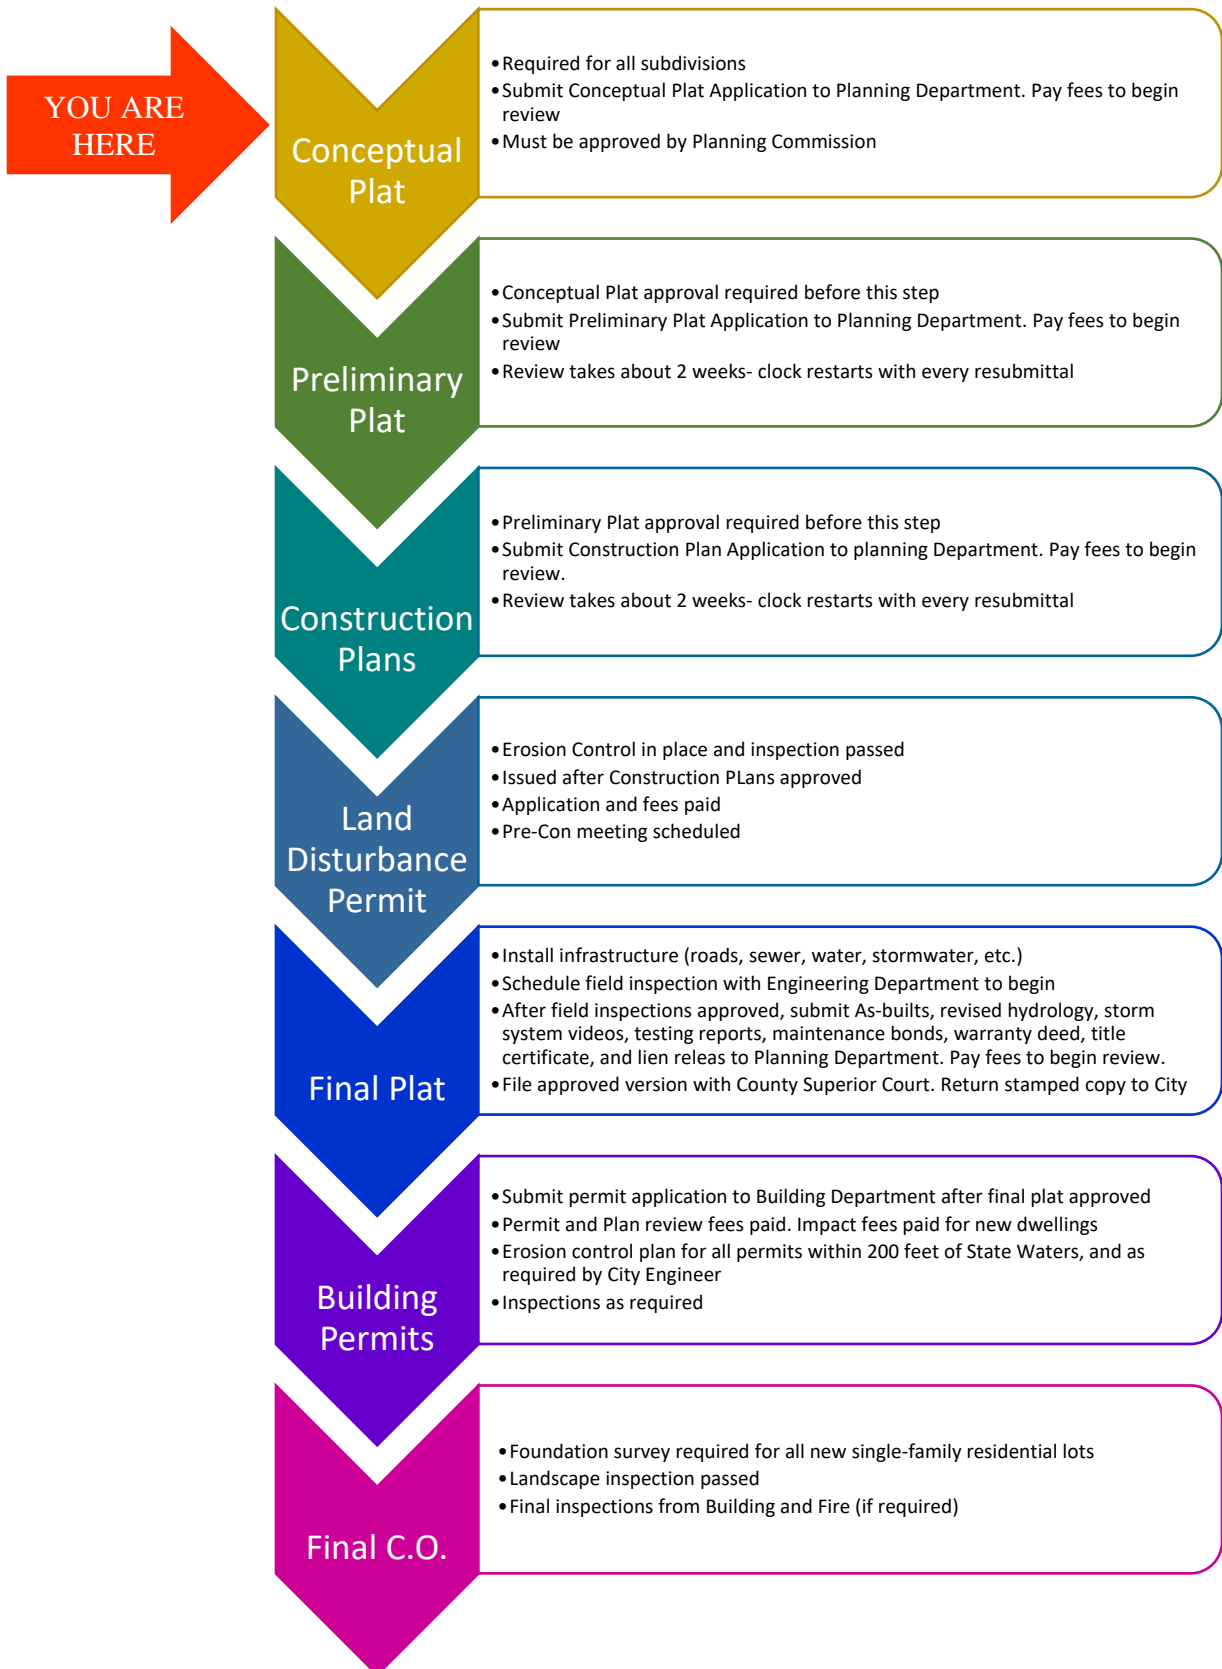 YOU ARE
HERE
Conceptual
Plat
•Required for all subdivisions
•Submit Conceptual Plat Application to Planning Department. Pay fees to begin
review
•Must be approved by Planning Commission
Preliminary
Plat
•Conceptual Plat approval required before this step
•Submit Preliminary Plat Application to Planning Department. Pay fees to begin
review
•Review takes about 2 weeks- clock restarts with every resubmittal
Construction
Plans
•Preliminary Plat approval required before this step
•Submit Construction Plan Application to planning Department. Pay fees to begin
review.
•Review takes about 2 weeks- clock restarts with every resubmittal
Land
Disturbance
Permit
•Erosion Control in place and inspection passed
•Issued after Construction PLans approved
•Application and fees paid
•Pre-Con meeting scheduled
Final Plat
•Install infrastructure (roads, sewer, water, stormwater, etc.)
•Schedule field inspection with Engineering Department to begin
•After field inspections approved, submit As-builts, revised hydrology, storm
system videos, testing reports, maintenance bonds, warranty deed, title
certificate, and lien releas to Planning Department. Pay fees to begin review.
•File approved version with County Superior Court. Return stamped copy to City
Building
Permits
•Submit permit application to Building Department after final plat approved
•Permit and Plan review fees paid. Impact fees paid for new dwellings
•Erosion control plan for all permits within 200 feet of State Waters, and as
required by City Engineer
•Inspections as required
Final C.O.
•Foundation survey required for all new single-family residential lots
•Landscape inspection passed
•Final inspections from Building and Fire (if required)